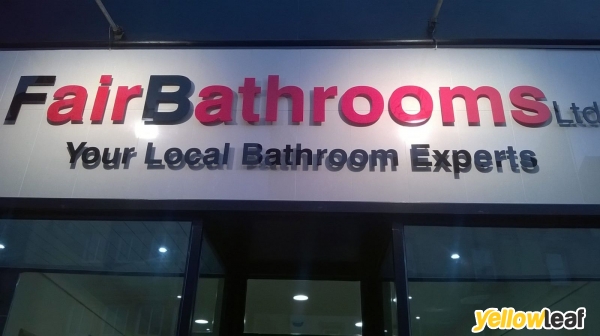 FairBathrooms Ltd
Your Local Bathroom Experts
yellowleaf